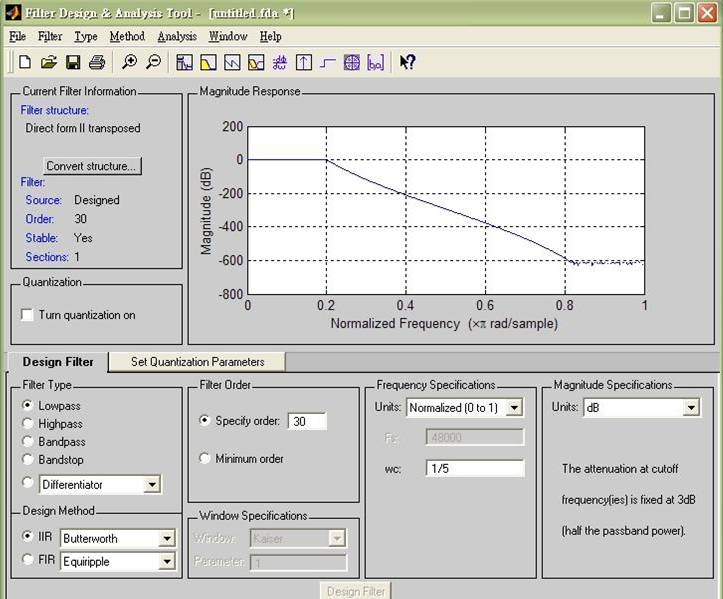 Filter Design & Analysis Tool - [untitled.fda *]
File Filter Type Method Analysis Window Help
Current Filter Information
Filter structure:
Direct form II transposed
Convert structure...
Filter:
Source: Designed
Order: 30
Stable: Yes
Sections: 1
Quantization
Turn quantization on
Magnitude Response
Magnitude (dB)
200
0
-200
-400
-600
-800
0 0.2 0.4 0.6 0.8 1
Normalized Frequency (×π rad/sample)
Design Filter Set Quantization Parameters
Filter Type
Lowpass
Highpass
Bandpass
Bandstop
Differentiator
Design Method
IIR Butterworth
FIR Equiripple
Filter Order
Specify order: 30
Minimum order
Window Specifications
Window: Kaiser
Parameter: 1
Frequency Specifications
Units: Normalized (0 to 1)
Fs: 48000
wc: 1/5
Magnitude Specifications
Units: dB
The attenuation at cutoff
frequency(ies) is fixed at 3dB
(half the passband power).
Design Filter